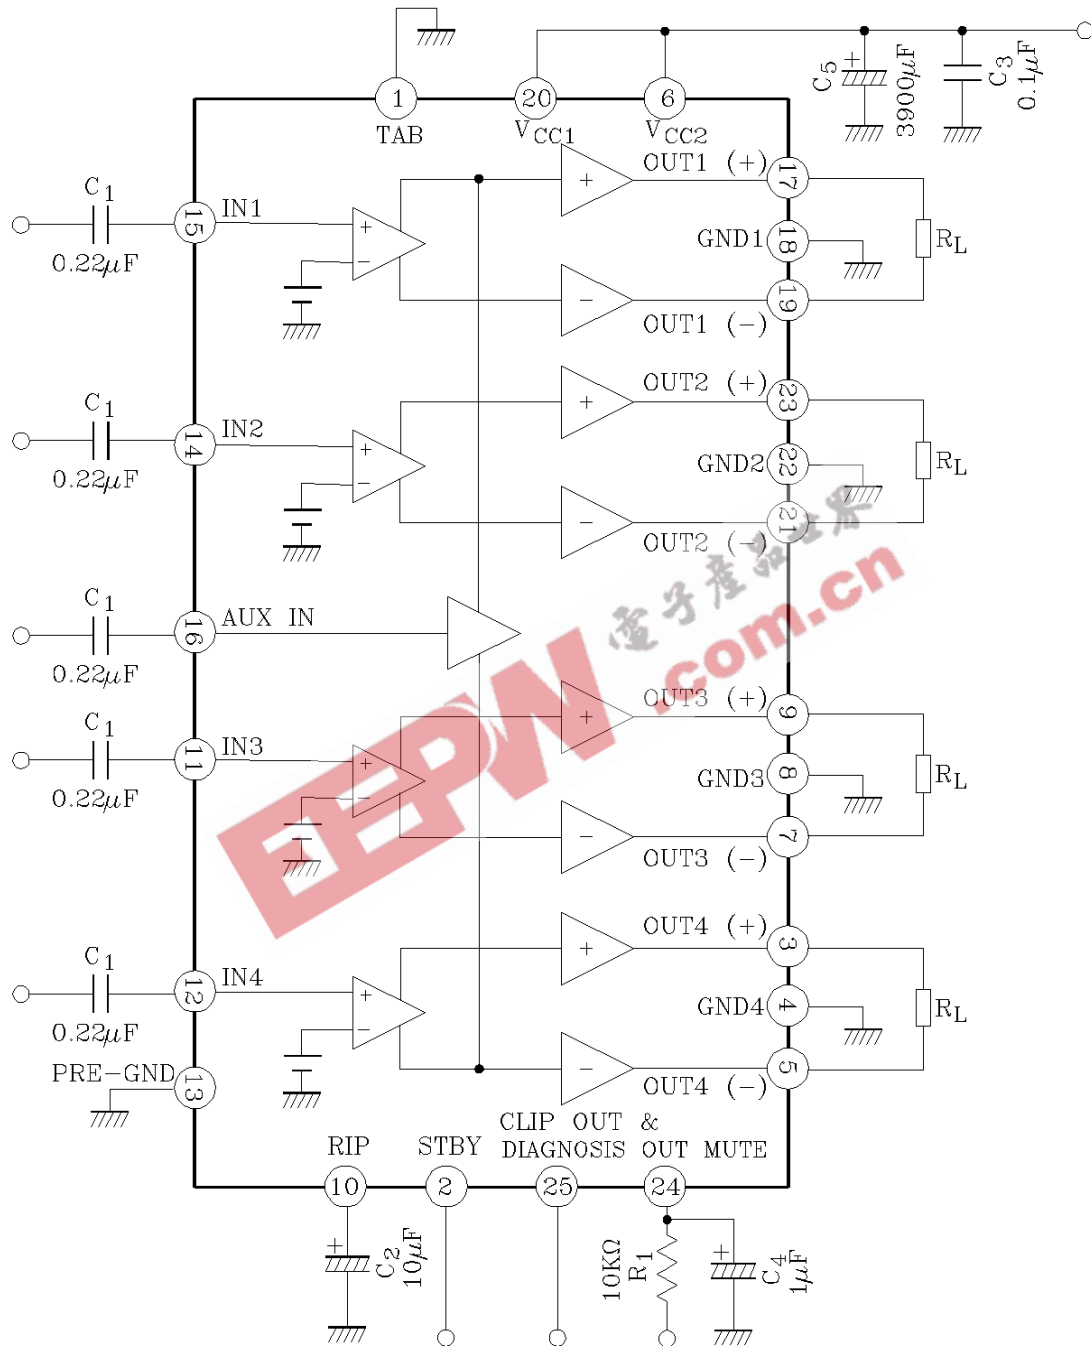 1
TAB
20
VCC1
6
VCC2
C5
+
3900μF
C3
0.1μF
OUT1 (+)
17
C1
0.22μF
15
IN1
+
−
+
−
GND1
18
RL
19
OUT1 (−)
OUT2 (+)
23
C1
0.22μF
14
IN2
+
−
+
−
GND2
22
RL
21
OUT2 (−)
C1
0.22μF
16
AUX IN
電子產品世界
EEPW
.com.cn
OUT3 (+)
9
C1
0.22μF
11
IN3
+
−
+
−
GND3
8
RL
7
OUT3 (−)
OUT4 (+)
3
C1
0.22μF
12
IN4
+
−
+
−
GND4
4
RL
5
OUT4 (−)
PRE-GND
13
RIP
10
STBY
2
CLIP OUT &
DIAGNOSIS OUT MUTE
25
24
+
C2
10μF
10KΩ
R1
+
C4
1μF